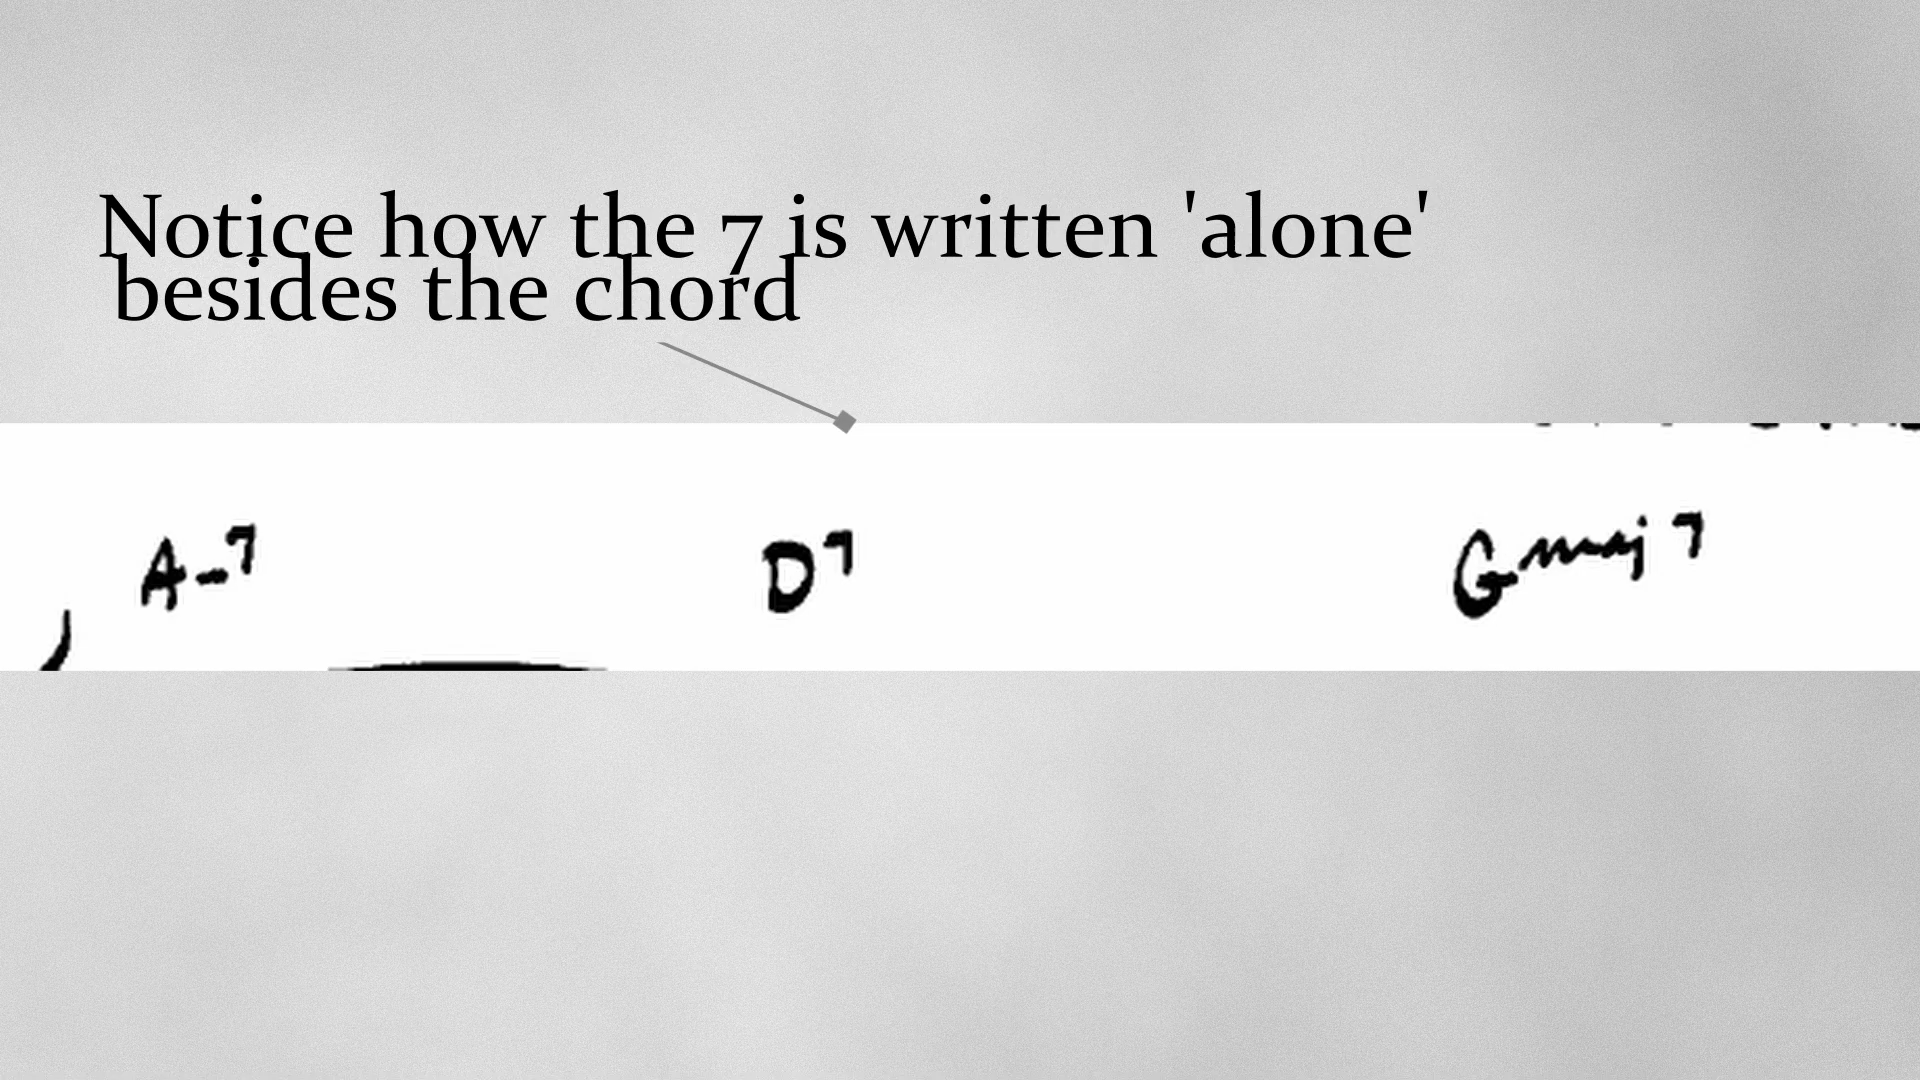 Notice how the 7 is written 'alone'
besides the chord
A-7 D7 Gmaj7